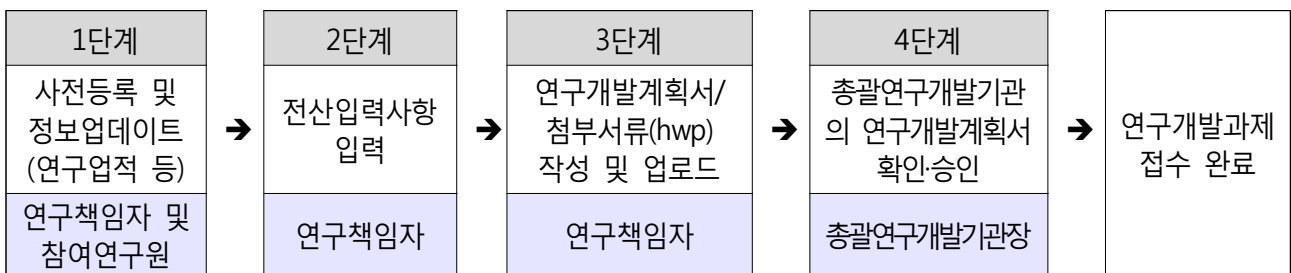 1단계
사전등록 및
정보업데이트
(연구업적 등)
연구책임자 및
참여연구원
➔
2단계
전산입력사항
입력
연구책임자
➔
3단계
연구개발계획서/
첨부서류(hwp)
작성 및 업로드
연구책임자
➔
4단계
총괄연구개발기관
의 연구개발계획서
확인·승인
총괄연구개발기관장
➔
연구개발과제
접수 완료